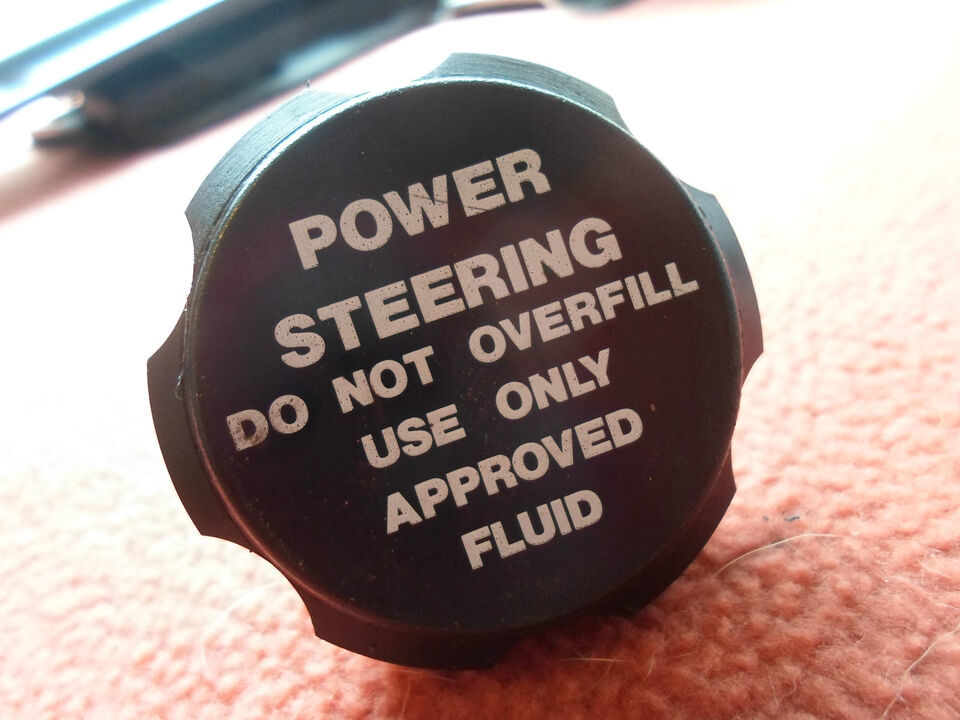 POWER
STEERING
DO NOT OVERFILL
USE ONLY
APPROVED
FLUID